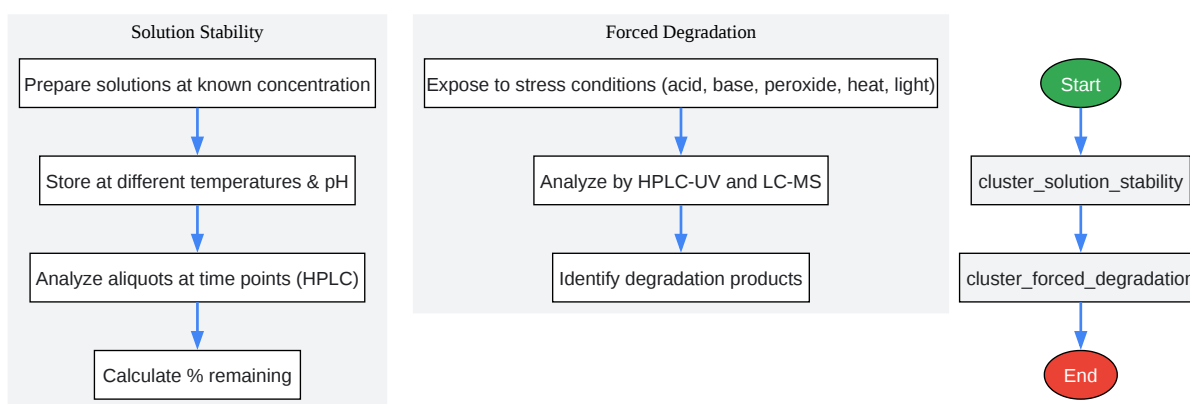 Solution Stability
Prepare solutions at known concentration
Store at different temperatures & pH
Analyze aliquots at time points (HPLC)
Calculate % remaining
Forced Degradation
Expose to stress conditions (acid, base, peroxide, heat, light)
Analyze by HPLC-UV and LC-MS
Identify degradation products
Start
cluster_solution_stability
cluster_forced_degradation
End